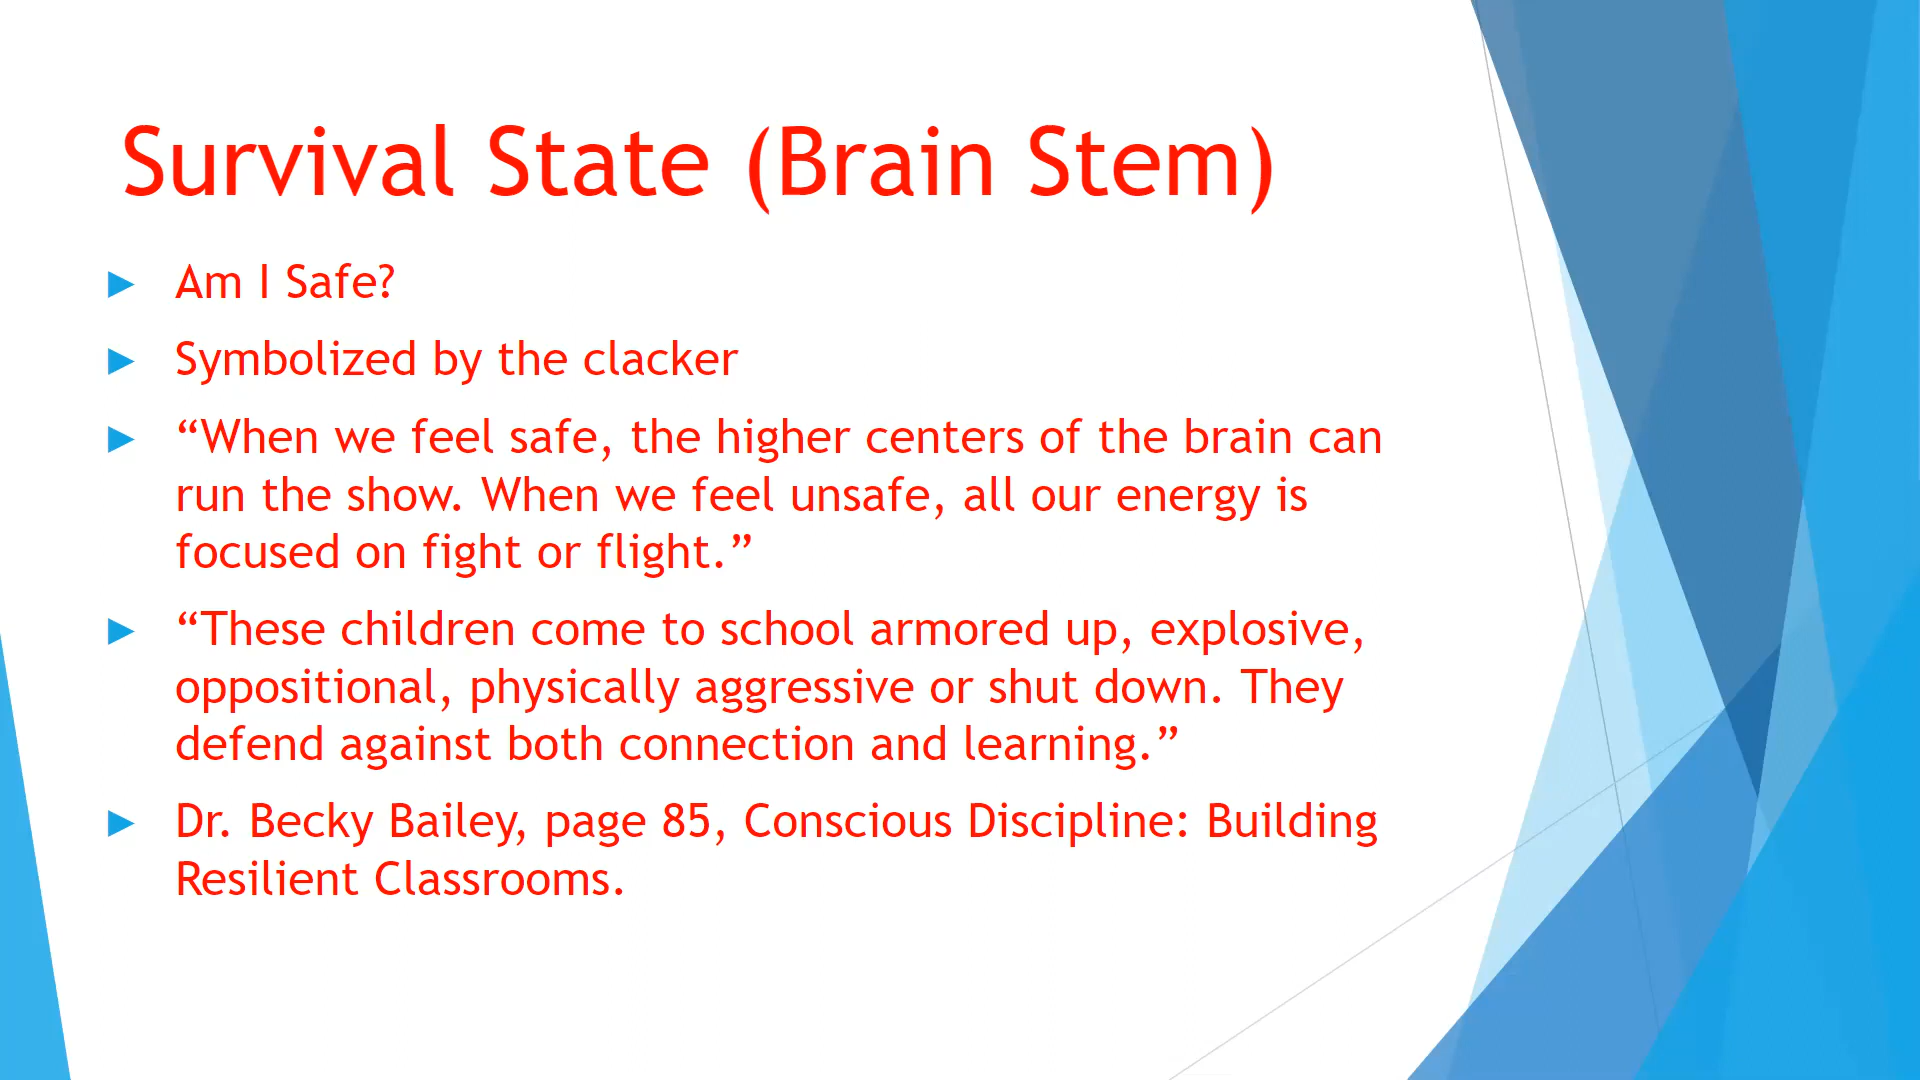 Survival State (Brain Stem)
Am I Safe?
Symbolized by the clacker
“When we feel safe, the higher centers of the brain can
run the show. When we feel unsafe, all our energy is
focused on fight or flight.”
“These children come to school armored up, explosive,
oppositional, physically aggressive or shut down. They
defend against both connection and learning.”
Dr. Becky Bailey, page 85, Conscious Discipline: Building
Resilient Classrooms.